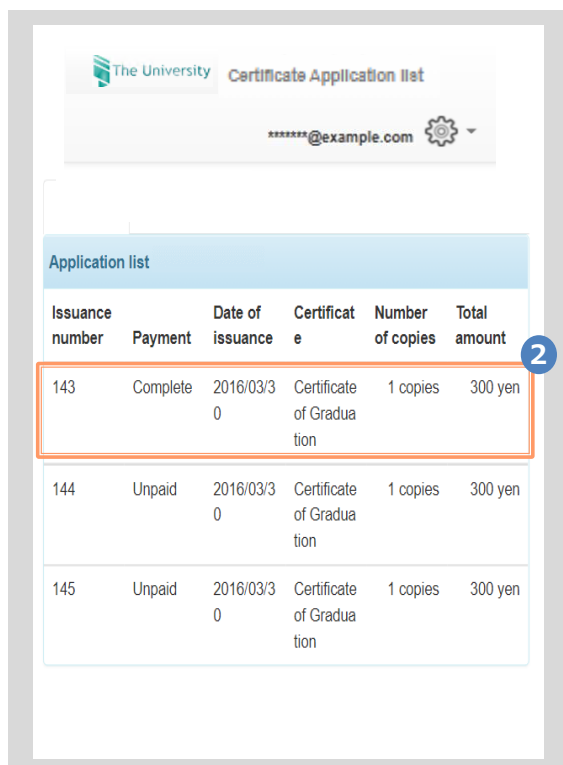 The University Certificate Application list
*******@example.com
Application list
Issuance Date of Certificat Number Total
number Payment issuance e of copies amount
2
143 Complete 2016/03/3 Certificate 1 copies 300 yen
0 of Gradua
tion
144 Unpaid 2016/03/3 Certificate 1 copies 300 yen
0 of Gradua
tion
145 Unpaid 2016/03/3 Certificate 1 copies 300 yen
0 of Gradua
tion